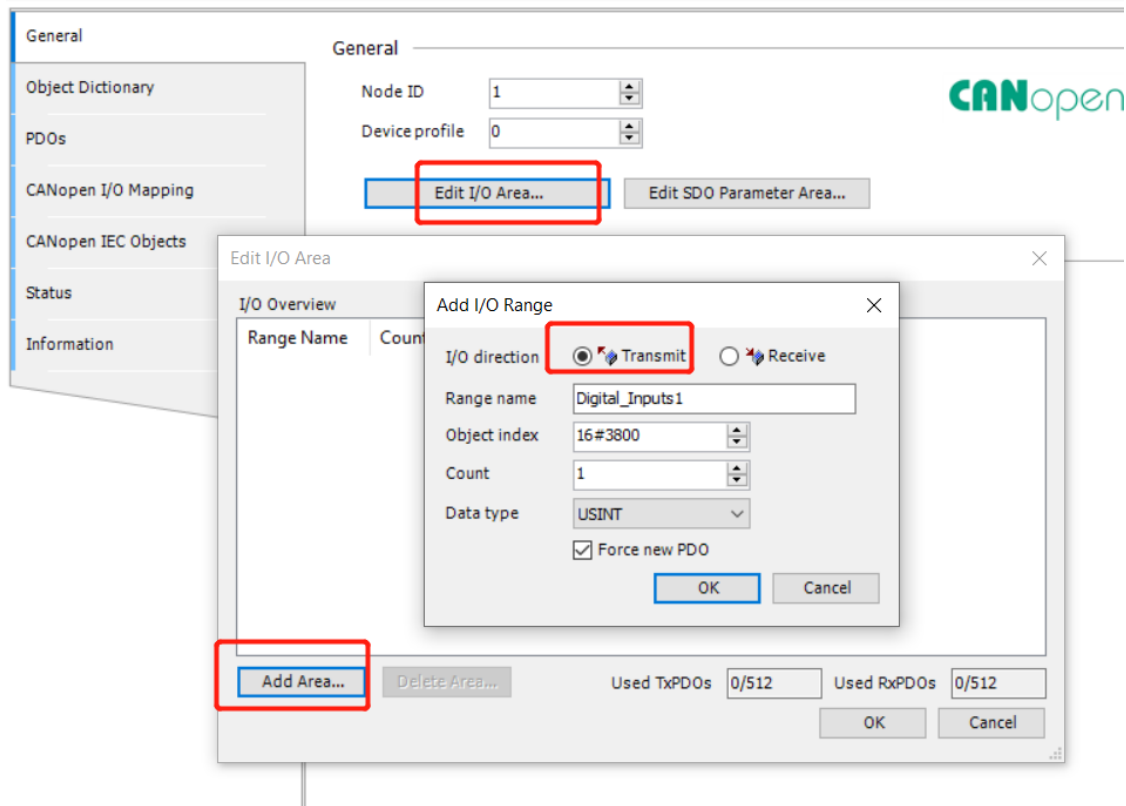 General
Object Dictionary
PDOs
CANopen I/O Mapping
CANopen IEC Objects
Status
Information
General
Node ID 1
Device profile 0
CANopen
Edit I/O Area... Edit SDO Parameter Area...
Edit I/O Area
I/O Overview
Range Name Count
Add I/O Range
I/O direction Transmit Receive
Range name Digital_Inputs1
Object index 16#3800
Count 1
Data type USINT
Force new PDO
OK Cancel
Add Area... Delete Area... Used TxPDOs 0/512 Used RxPDOs 0/512
OK Cancel